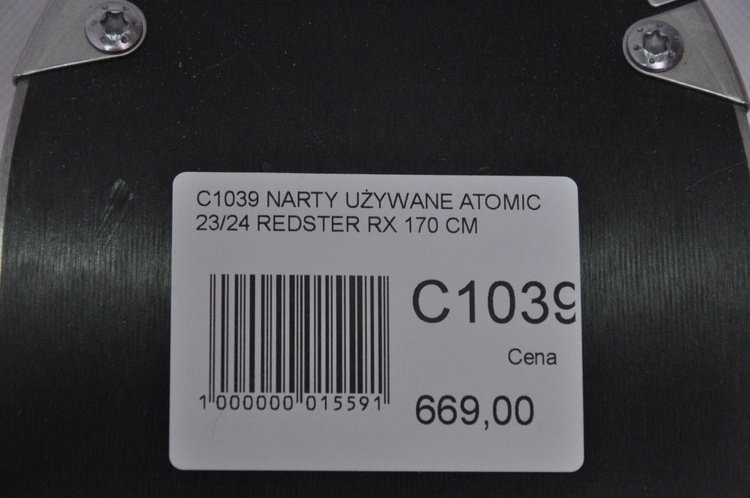 C1039 NARTY UŻYWANE ATOMIC
23/24 REDSTER RX 170 CM
C1039
Cena
1 000000 015591
669,00